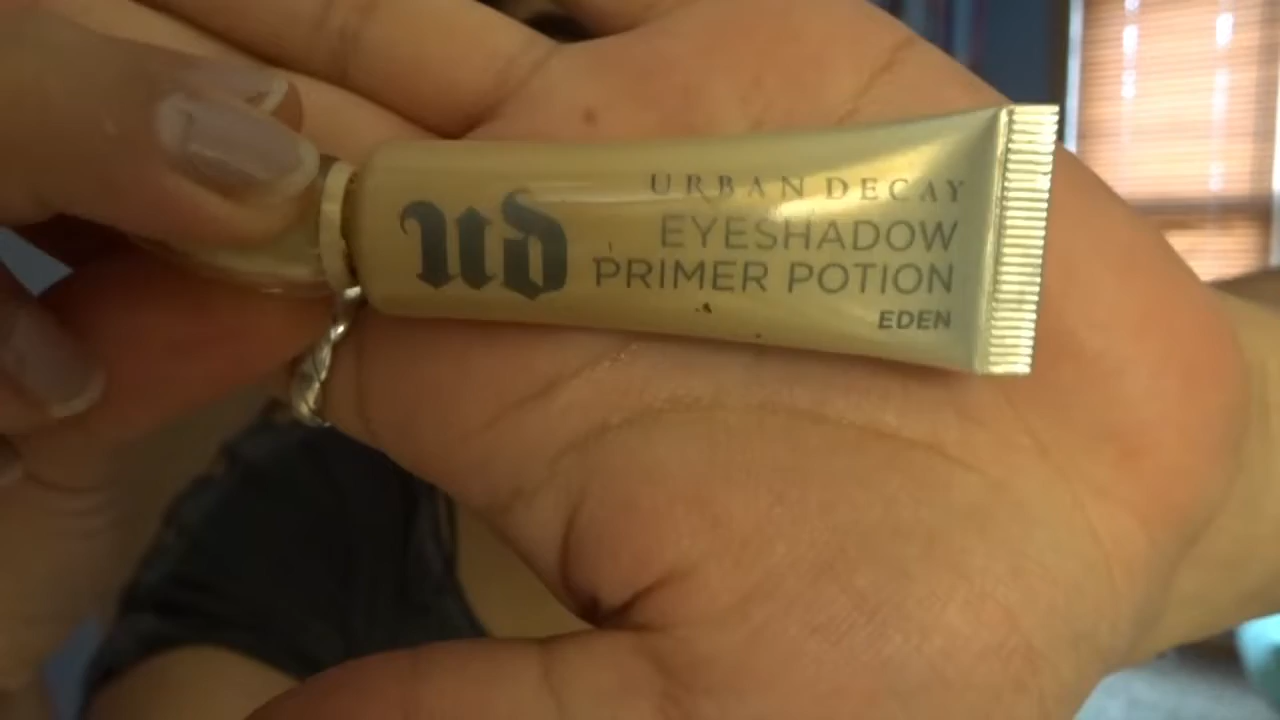 UD
URBAN DECAY
EYESHADOW
PRIMER POTION
EDEN